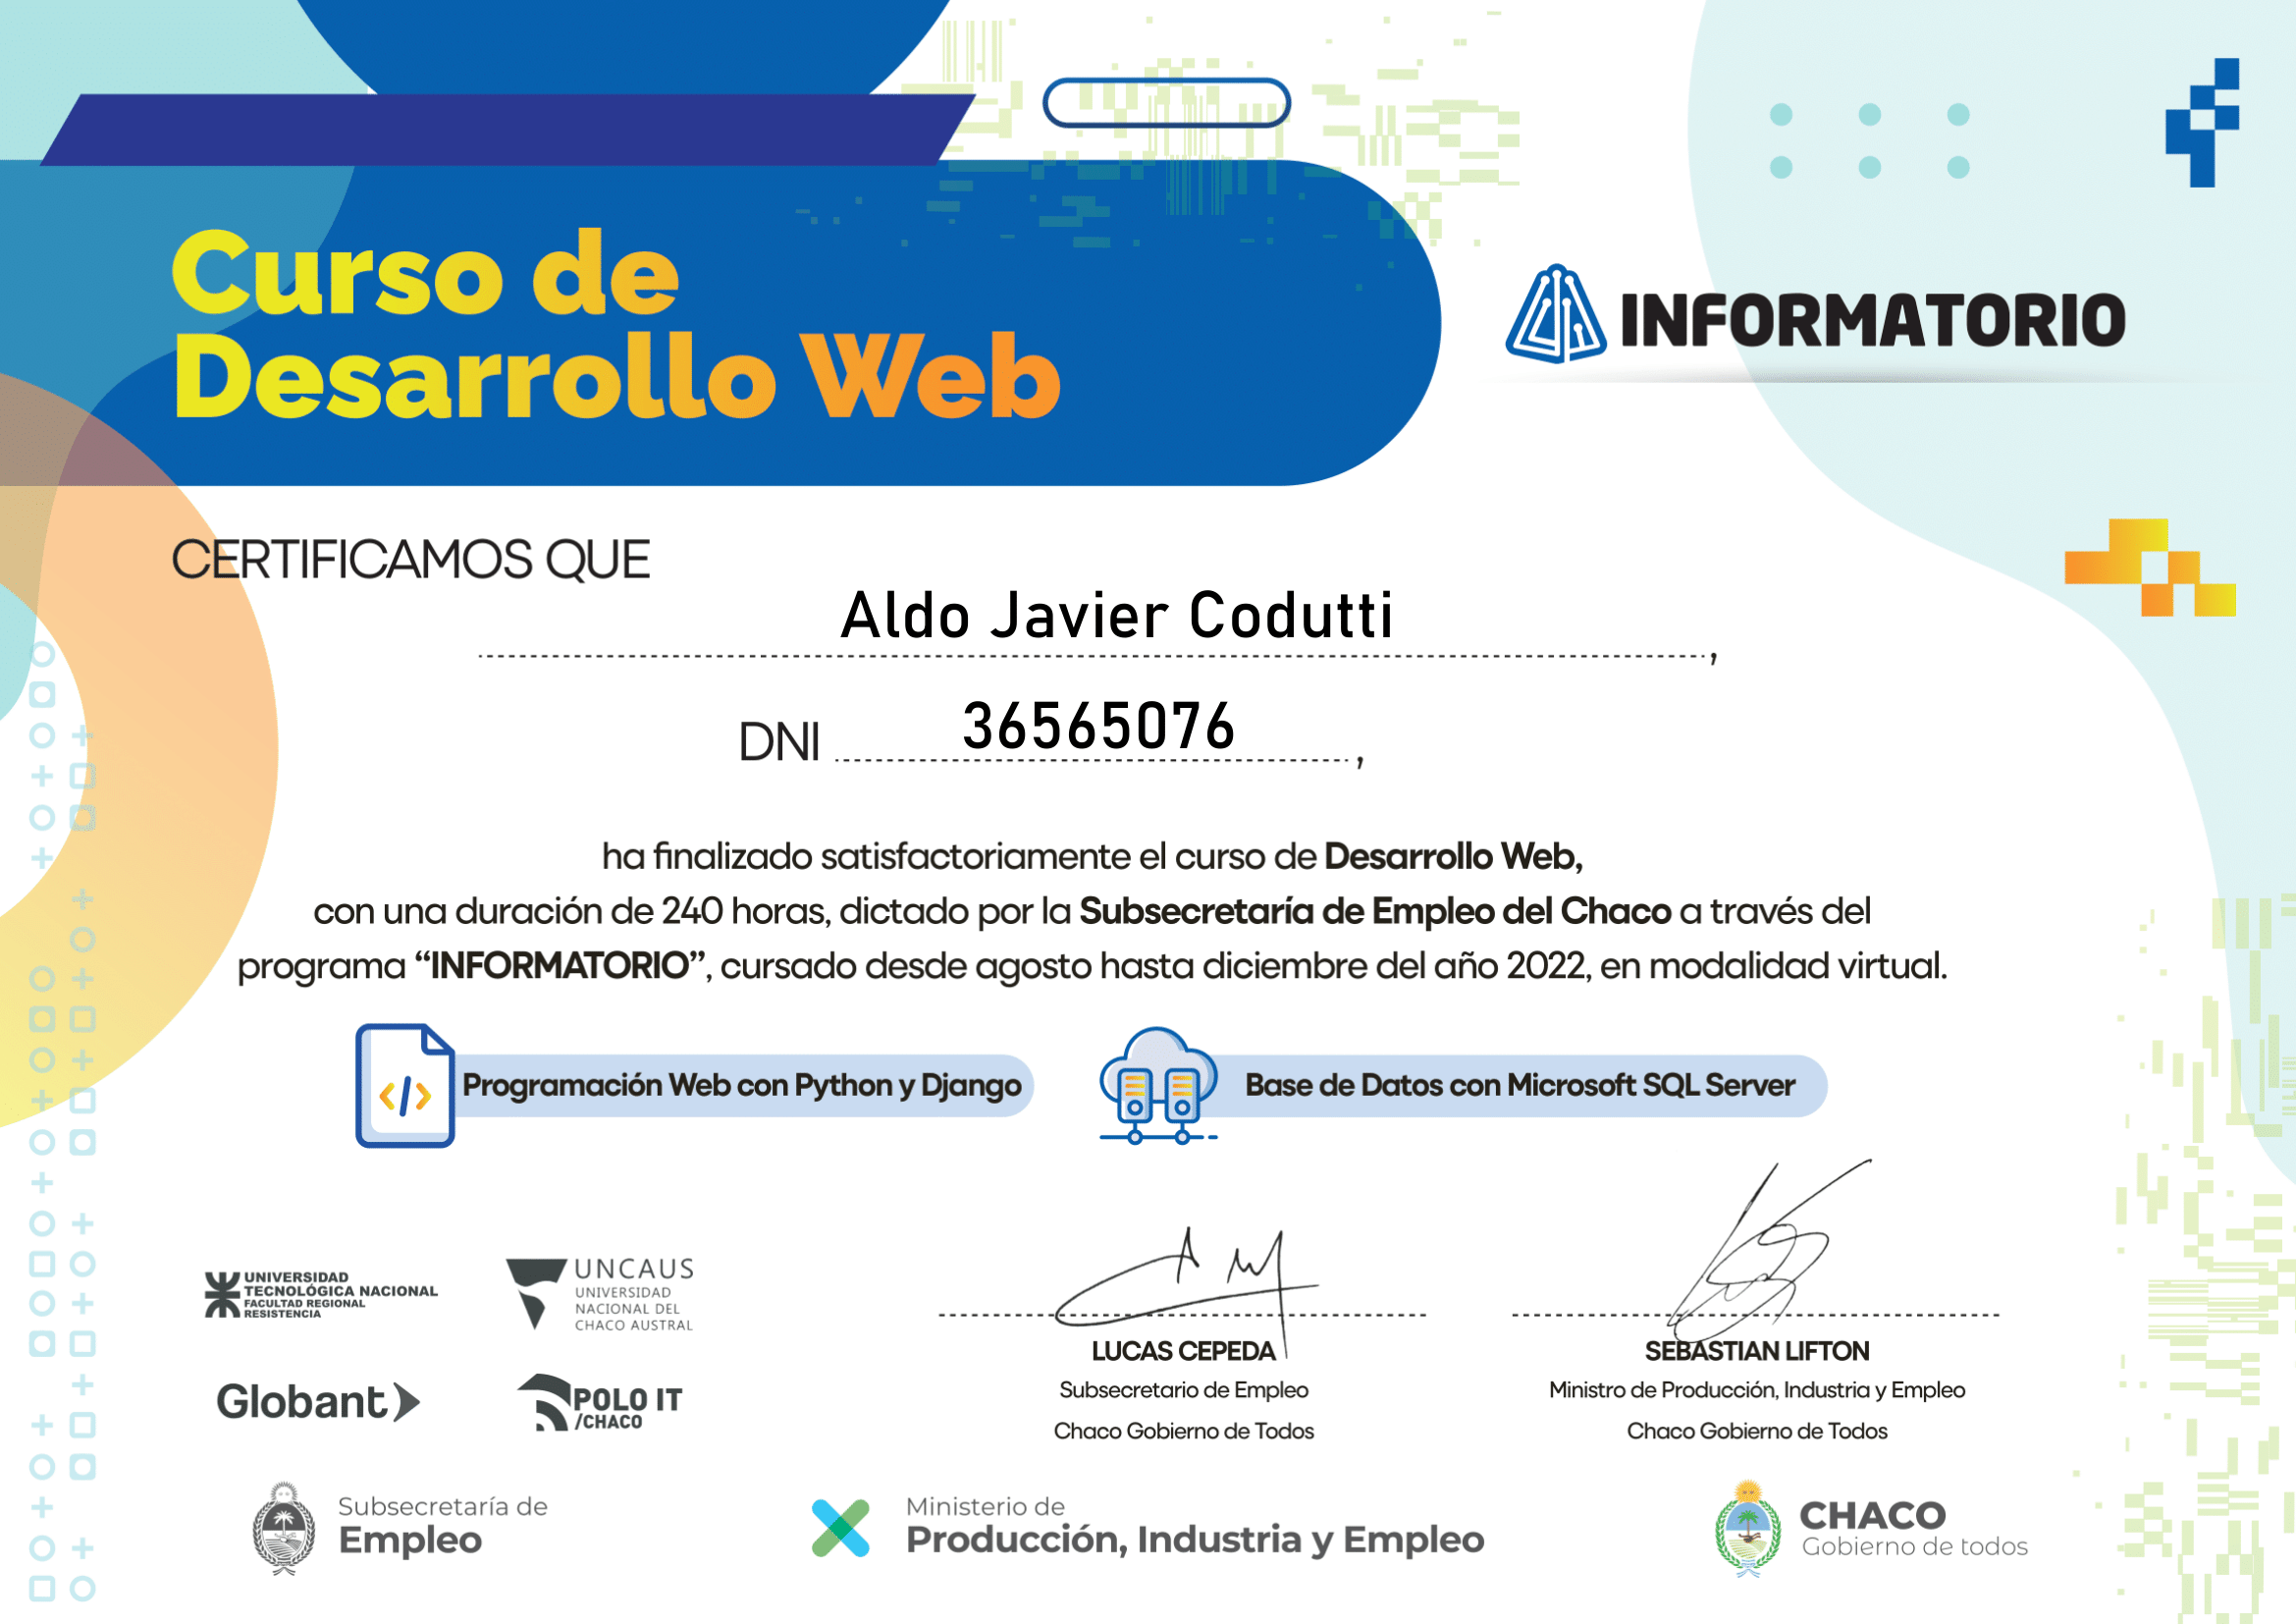 Curso de
Desarrollo Web
INFORMATORIO
CERTIFICAMOS QUE
Aldo Javier Codutti
,
DNI 36565076,
ha finalizado satisfactoriamente el curso de Desarrollo Web,
con una duración de 240 horas, dictado por la Subsecretaría de Empleo del Chaco a través del
programa “INFORMATORIO”, cursado desde agosto hasta diciembre del año 2022, en modalidad virtual.
</> Programación Web con Python y Django
Base de Datos con Microsoft SQL Server
UNIVERSIDAD
TECNOLÓGICA NACIONAL
FACULTAD REGIONAL
RESISTENCIA
UNCAUS
UNIVERSIDAD
NACIONAL DEL
CHACO AUSTRAL
Globant
POLO IT
/CHACO
LUCAS CEPEDA
Subsecretario de Empleo
Chaco Gobierno de Todos
SEBASTIAN LIFTON
Ministro de Producción, Industria y Empleo
Chaco Gobierno de Todos
Subsecretaría de
Empleo
Ministerio de
Producción, Industria y Empleo
CHACO
Gobierno de todos